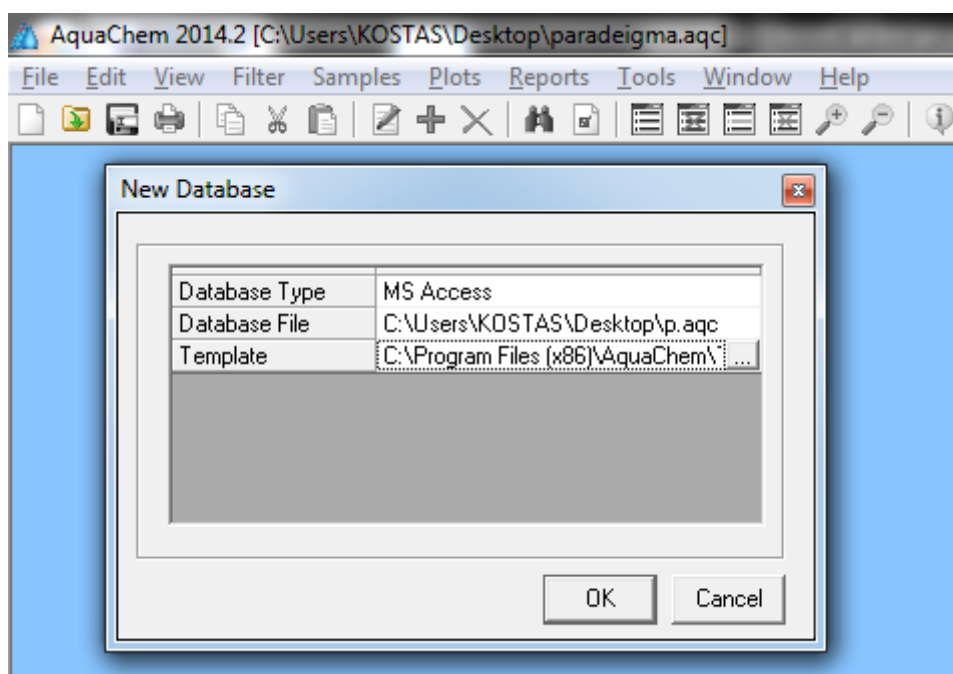 AquaChem 2014.2 [C:\Users\KOSTAS\Desktop\paradeigma.aqc]
File Edit View Filter Samples Plots Reports Tools Window Help
New Database
Database Type MS Access
Database File C:\Users\KOSTAS\Desktop\p.aqc
Template C:\Program Files (x86)\AquaChem\ ...
OK Cancel